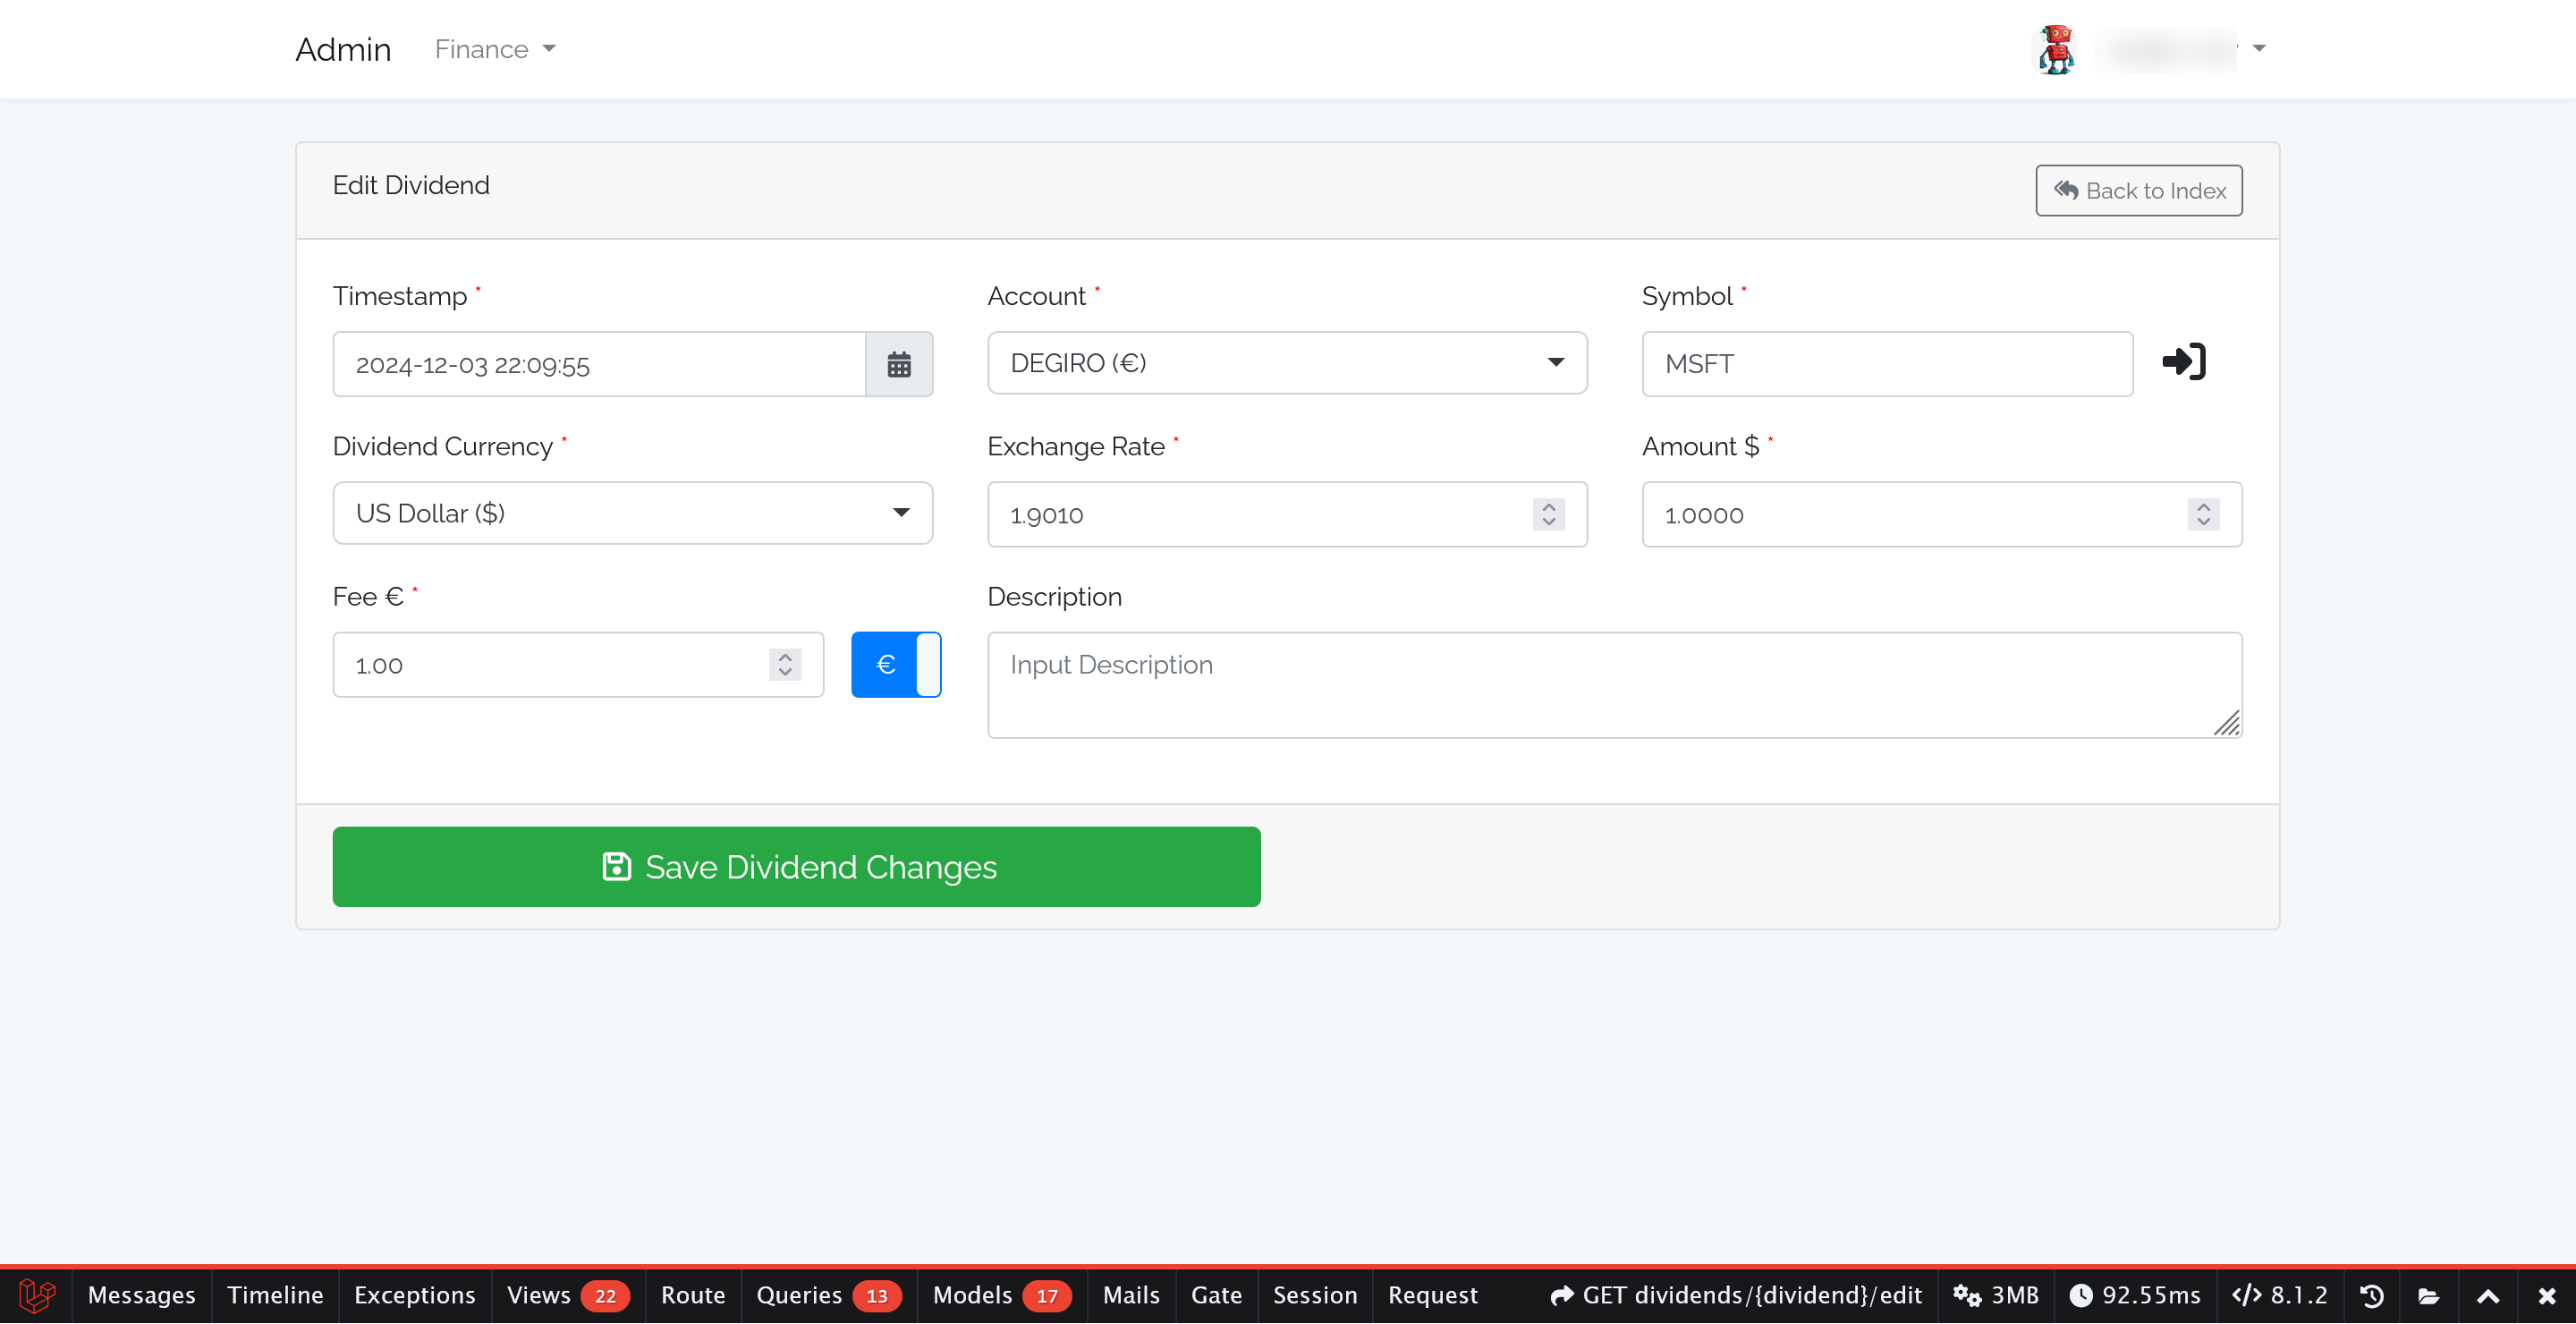 Admin Finance
Edit Dividend Back to Index
Timestamp * Account * Symbol *
2024-12-03 22:09:55 DEGIRO (€) MSFT
Dividend Currency * Exchange Rate * Amount $ *
US Dollar ($) 1.9010 1.0000
Fee € * Description
1.00 € Input Description
Save Dividend Changes
Messages Timeline Exceptions Views 22 Route Queries 13 Models 17 Mails Gate Session Request GET dividends/{dividend}/edit 3MB 92.55ms </> 8.1.2